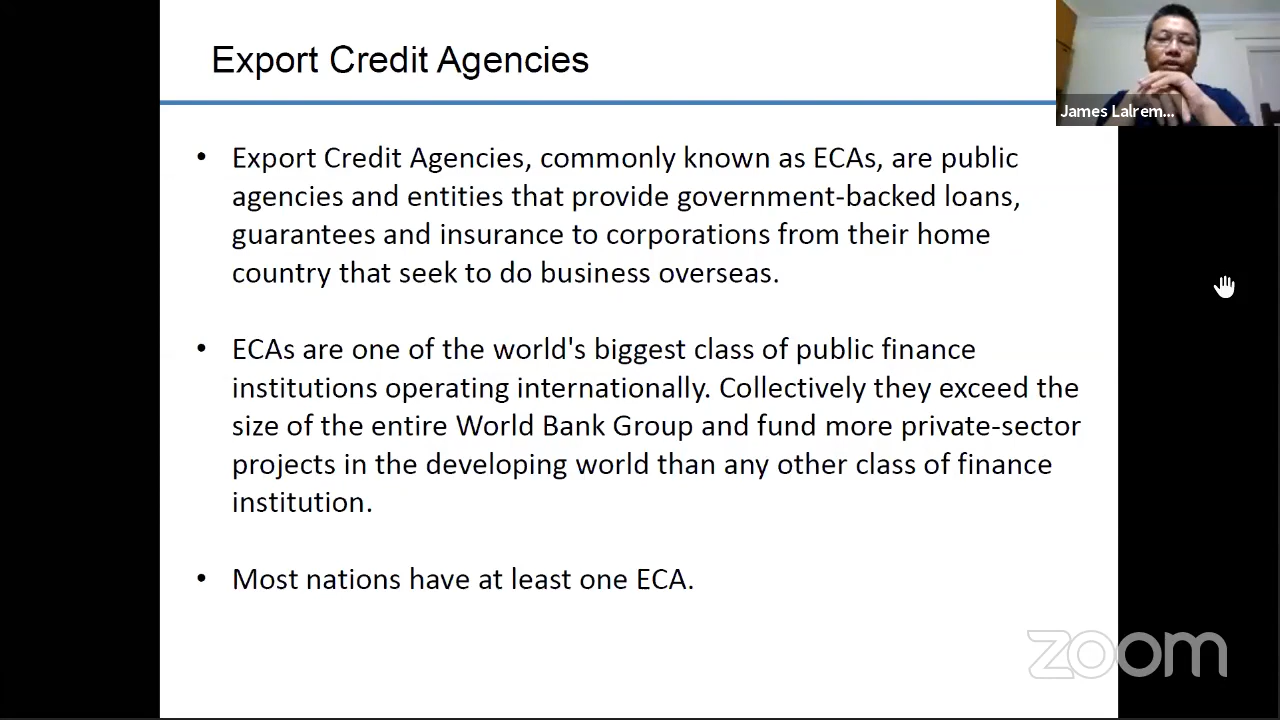 Export Credit Agencies
James Lalrem...
• Export Credit Agencies, commonly known as ECAs, are public
agencies and entities that provide government-backed loans,
guarantees and insurance to corporations from their home
country that seek to do business overseas.
• ECAs are one of the world's biggest class of public finance
institutions operating internationally. Collectively they exceed the
size of the entire World Bank Group and fund more private-sector
projects in the developing world than any other class of finance
institution.
• Most nations have at least one ECA.
zoom